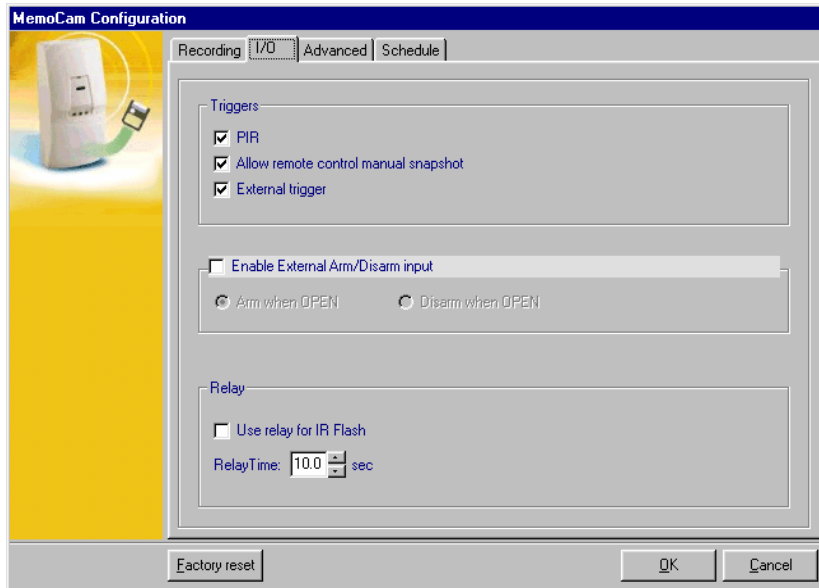 MemoCam Configuration
Recording I/O Advanced Schedule
Triggers
PIR
Allow remote control manual snapshot
External trigger
Enable External Arm/Disarm input
Arm when OPEN Disarm when OPEN
Relay
Use relay for IR Flash
RelayTime: 10.0 sec
Factory reset OK Cancel